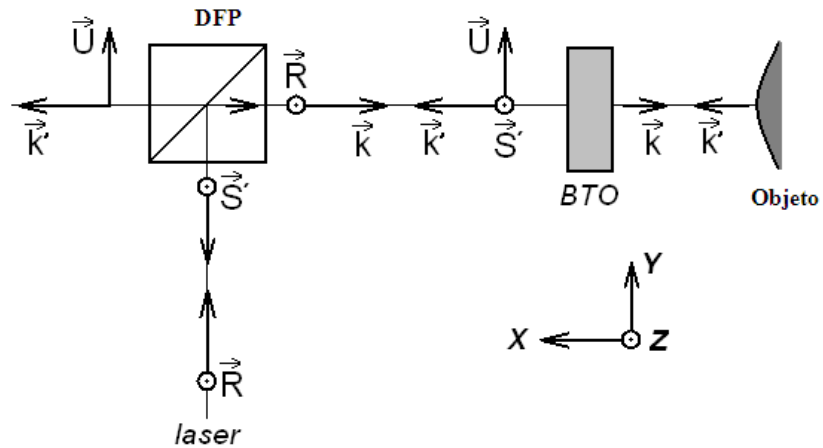 DFP
U⃗
k⃗'
R⃗
k⃗
k⃗'
U⃗
S⃗'
BTO
k⃗
k⃗'
Objeto
S⃗'
R⃗
laser
Y
X
Z